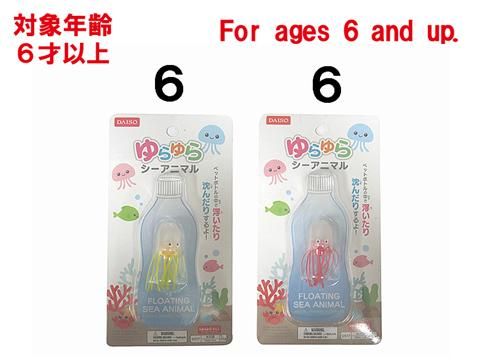 対象年齢
６才以上
For ages 6 and up.
6
6
DAISO
ゆらゆら
シーアニマル
ペットボトルの中で
浮いたり
沈んだりするよ！
FLOATING
SEA ANIMAL
WARNING:
DAISO
ゆらゆら
シーアニマル
ペットボトルの中で
浮いたり
沈んだりするよ！
FLOATING
SEA ANIMAL
WARNING: